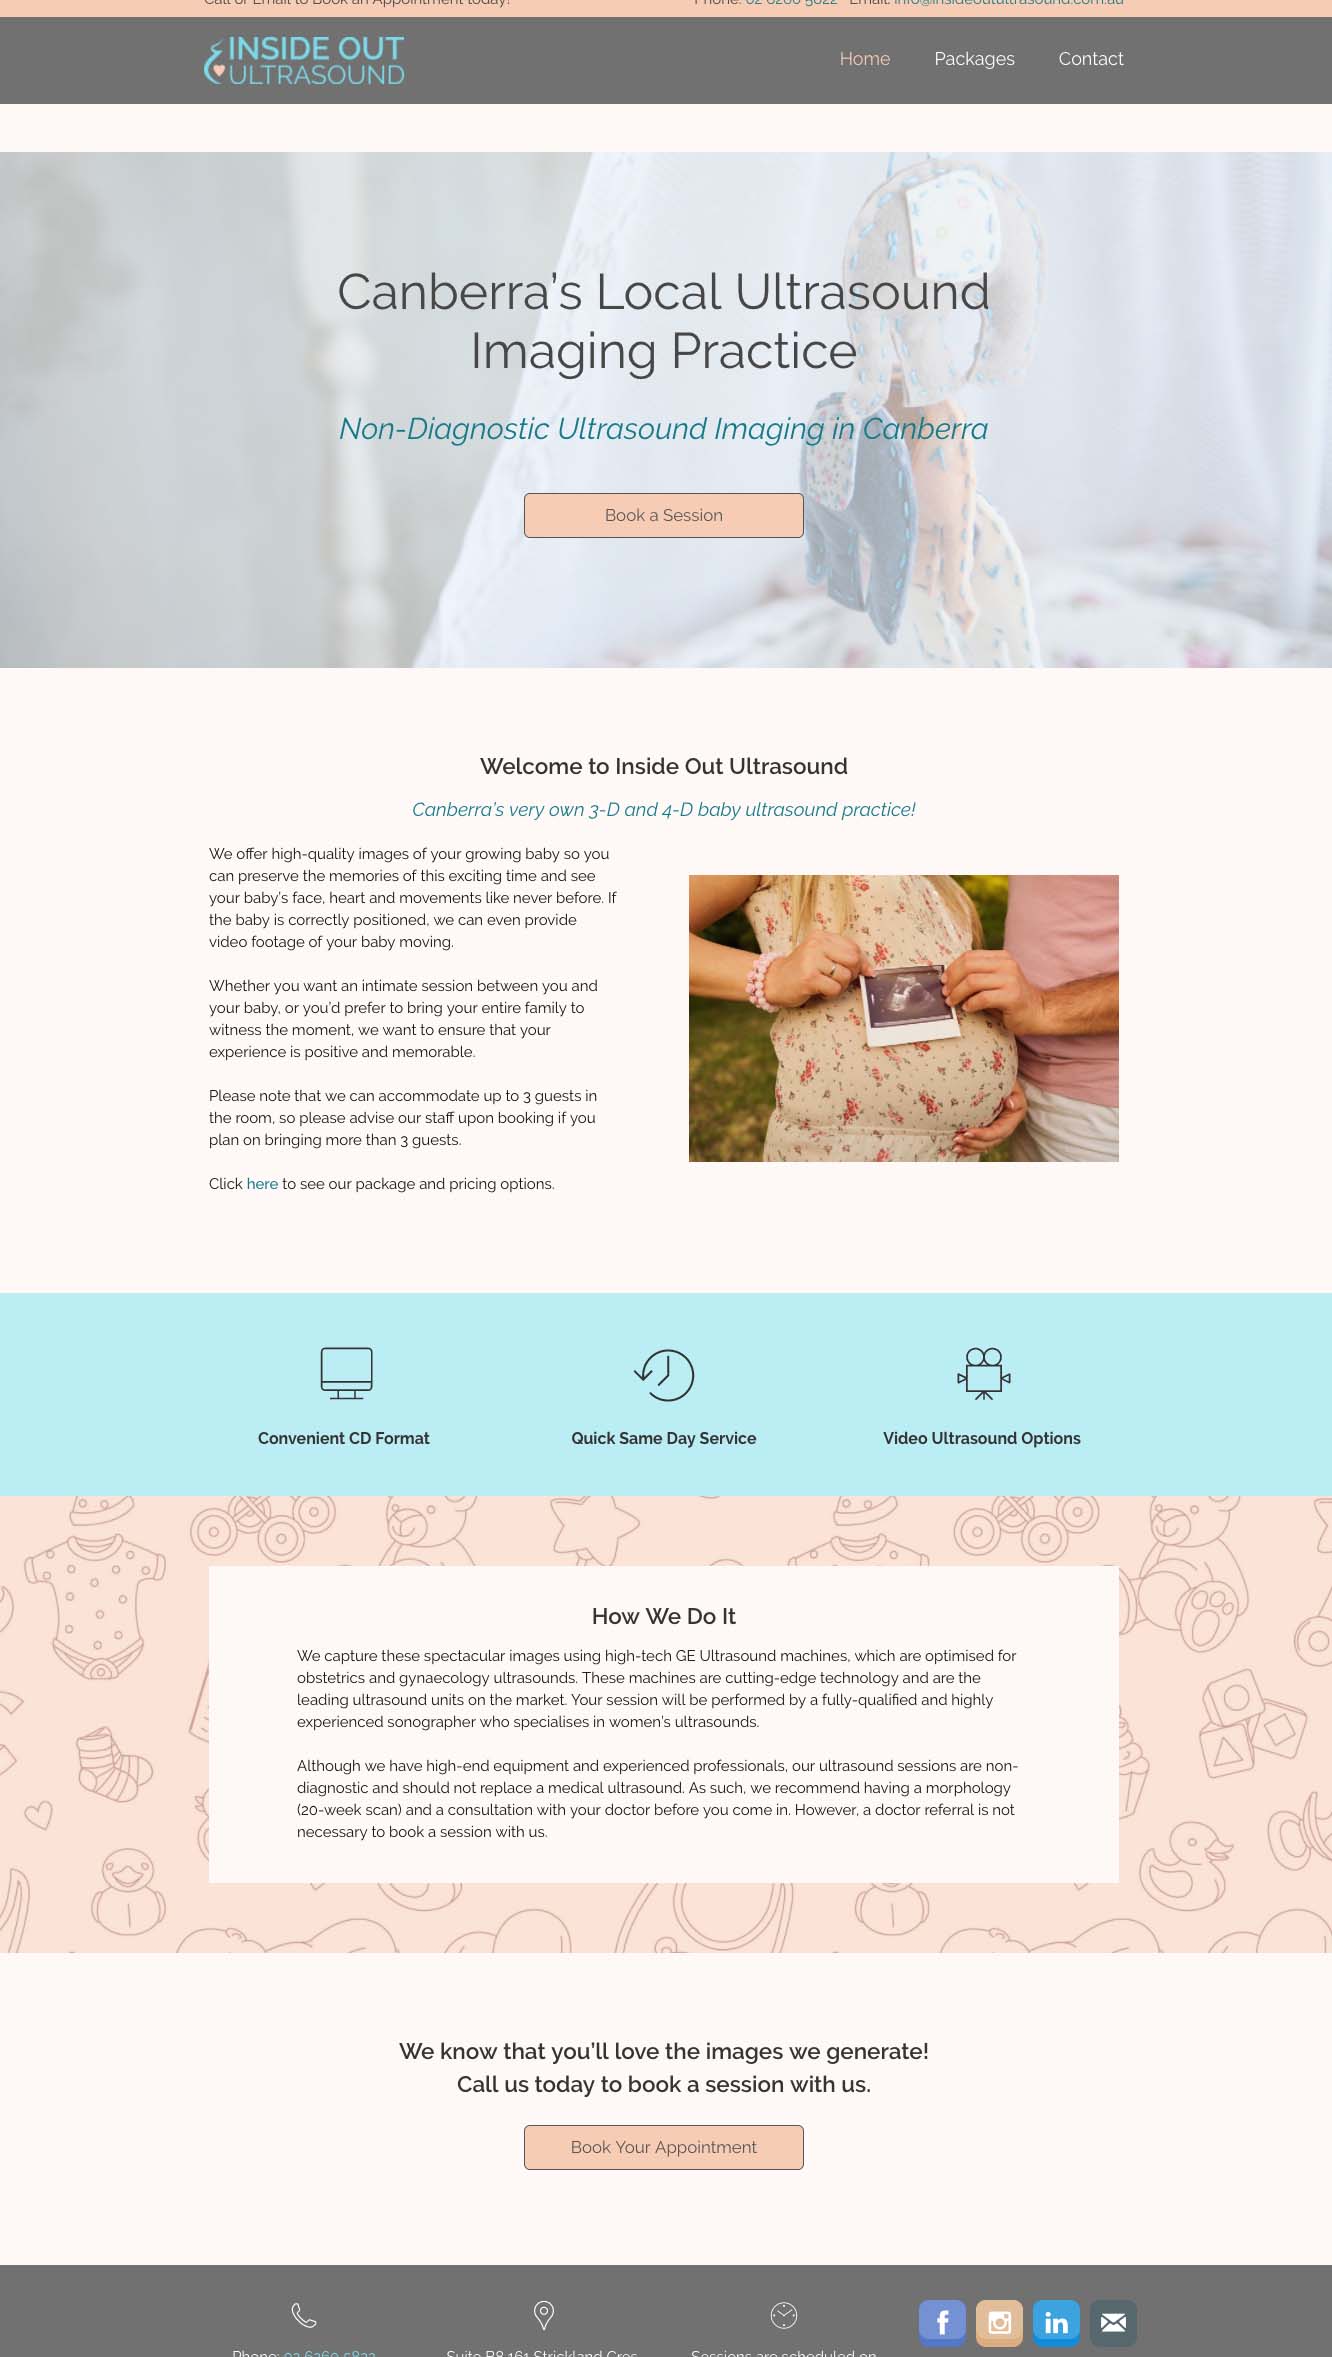 Call or Email to Book an Appointment today!
Phone: Email: info@insideoutultrasound.com.au
INSIDE OUT
ULTRASOUND
Home Packages Contact
Canberra’s Local Ultrasound
Imaging Practice
Non-Diagnostic Ultrasound Imaging in Canberra
Book a Session
Welcome to Inside Out Ultrasound
Canberra’s very own 3-D and 4-D baby ultrasound practice!
We offer high-quality images of your growing baby so you
can preserve the memories of this exciting time and see
your baby’s face, heart and movements like never before. If
the baby is correctly positioned, we can even provide
video footage of your baby moving.
Whether you want an intimate session between you and
your baby, or you’d prefer to bring your entire family to
witness the moment, we want to ensure that your
experience is positive and memorable.
Please note that we can accommodate up to 3 guests in
the room, so please advise our staff upon booking if you
plan on bringing more than 3 guests.
Click here to see our package and pricing options.
Convenient CD Format
Quick Same Day Service
Video Ultrasound Options
How We Do It
We capture these spectacular images using high-tech GE Ultrasound machines, which are optimised for
obstetrics and gynaecology ultrasounds. These machines are cutting-edge technology and are the
leading ultrasound units on the market. Your session will be performed by a fully-qualified and highly
experienced sonographer who specialises in women’s ultrasounds.
Although we have high-end equipment and experienced professionals, our ultrasound sessions are non-
diagnostic and should not replace a medical ultrasound. As such, we recommend having a morphology
(20-week scan) and a consultation with your doctor before you come in. However, a doctor referral is not
necessary to book a session with us.
We know that you’ll love the images we generate!
Call us today to book a session with us.
Book Your Appointment
Phone:
Suite B8 161 Strickland Cres
Sessions are scheduled on